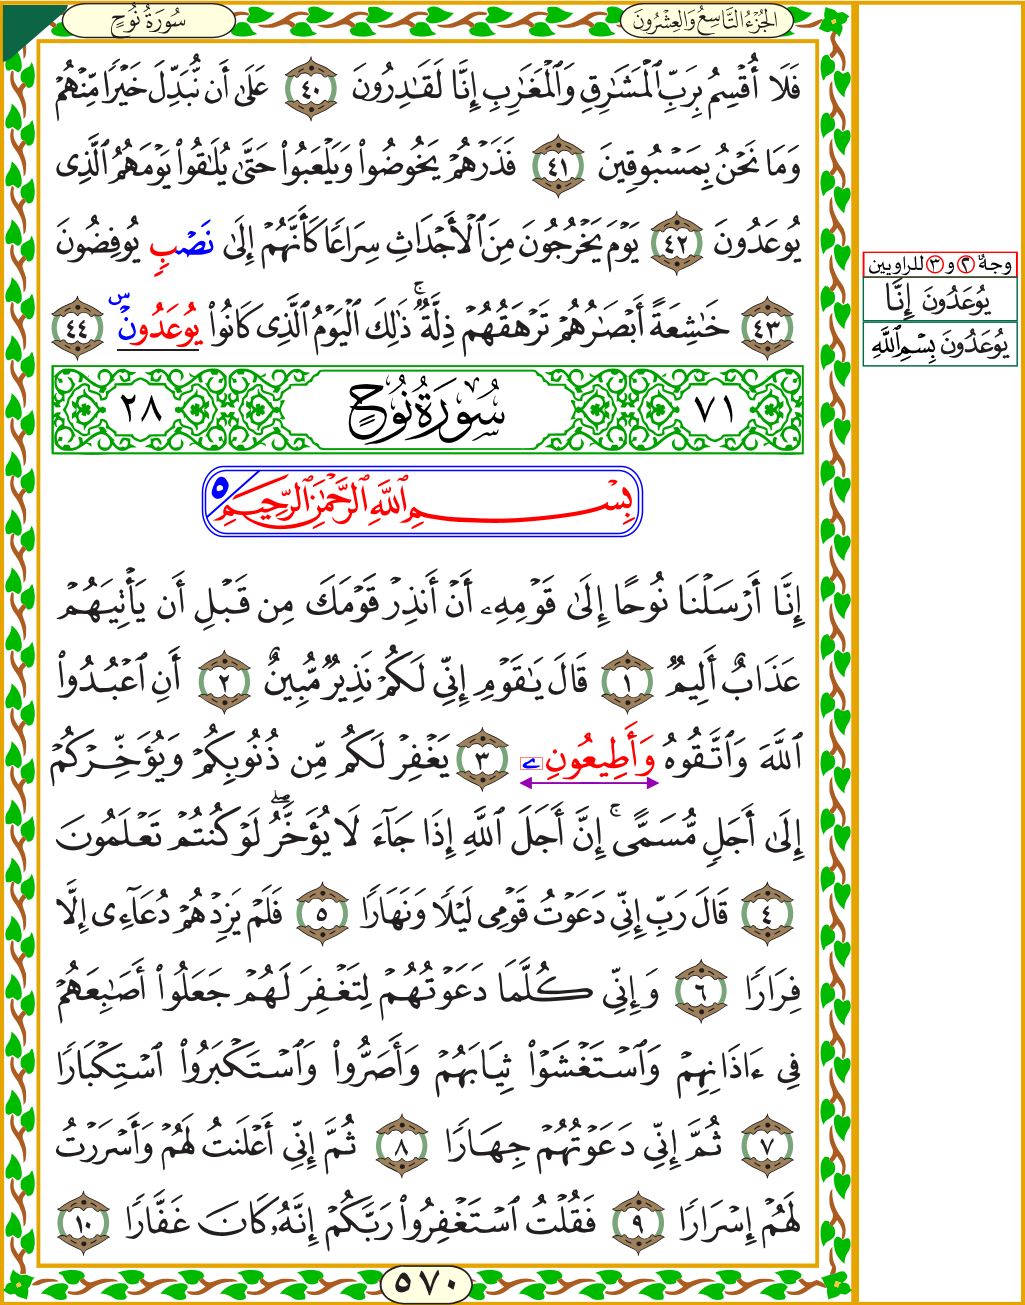 الجُزْءُ التَّاسِعُ وَالعِشْرُونَ
سُورَةُ نُوحٍ
فَلَا أُقْسِمُ بِرَبِّ ٱلْمَشَٰرِقِ وَٱلْمَغَٰرِبِ إِنَّا لَقَٰدِرُونَ ٤٠ عَلَىٰٓ أَن نُّبَدِّلَ خَيْرًا مِّنْهُمْ
وَمَا نَحْنُ بِمَسْبُوقِينَ ٤١ فَذَرْهُمْ يَخُوضُوا۟ وَيَلْعَبُوا۟ حَتَّىٰ يُلَٰقُوا۟ يَوْمَهُمُ ٱلَّذِى
يُوعَدُونَ ٤٢ يَوْمَ يَخْرُجُونَ مِنَ ٱلْأَجْدَاثِ سِرَاعًا كَأَنَّهُمْ إِلَىٰ نَصْبٍ يُوفِضُونَ
٤٣ خَٰشِعَةً أَبْصَٰرُهُمْ تَرْهَقُهُمْ ذِلَّةٌ ۚ ذَٰلِكَ ٱلْيَوْمُ ٱلَّذِى كَانُوا۟ يُوعَدُونَ س ٤٤
٧١ سُورَةُ نُوحٍ ٢٨
بِسْمِ ٱللَّهِ ٱلرَّحْمَٰنِ ٱلرَّحِيمِ ٥
إِنَّا أَرْسَلْنَا نُوحًا إِلَىٰ قَوْمِهِۦ أَنْ أَنذِرْ قَوْمَكَ مِن قَبْلِ أَن يَأْتِيَهُمْ
عَذَابٌ أَلِيمٌ ١ قَالَ يَٰقَوْمِ إِنِّى لَكُمْ نَذِيرٌ مُّبِينٌ ٢ أَنِ ٱعْبُدُوا۟
ٱللَّهَ وَٱتَّقُوهُ وَأَطِيعُونِ ے ٣ يَغْفِرْ لَكُم مِّن ذُنُوبِكُمْ وَيُؤَخِّرْكُمْ
إِلَىٰ أَجَلٍ مُّسَمًّى ۚ إِنَّ أَجَلَ ٱللَّهِ إِذَا جَآءَ لَا يُؤَخَّرُ ۖ لَوْ كُنتُمْ تَعْلَمُونَ
٤ قَالَ رَبِّ إِنِّى دَعَوْتُ قَوْمِى لَيْلًا وَنَهَارًا ٥ فَلَمْ يَزِدْهُمْ دُعَآءِى إِلَّا
فِرَارًا ٦ وَإِنِّى كُلَّمَا دَعَوْتُهُمْ لِتَغْفِرَ لَهُمْ جَعَلُوا۟ أَصَٰبِعَهُمْ
فِى ءَاذَانِهِمْ وَٱسْتَغْشَوْا۟ ثِيَابَهُمْ وَأَصَرُّوا۟ وَٱسْتَكْبَرُوا۟ ٱسْتِكْبَارًا
٧ ثُمَّ إِنِّى دَعَوْتُهُمْ جِهَارًا ٨ ثُمَّ إِنِّى أَعْلَنتُ لَهُمْ وَأَسْرَرْتُ
لَهُمْ إِسْرَارًا ٩ فَقُلْتُ ٱسْتَغْفِرُوا۟ رَبَّكُمْ إِنَّهُۥ كَانَ غَفَّارًا ١٠
٥٧٠
وجهٌ ٢ و ٣ للراويين
يُوعَدُونَ إِنَّا
يُوعَدُونَ بِسْمِ ٱللَّهِ